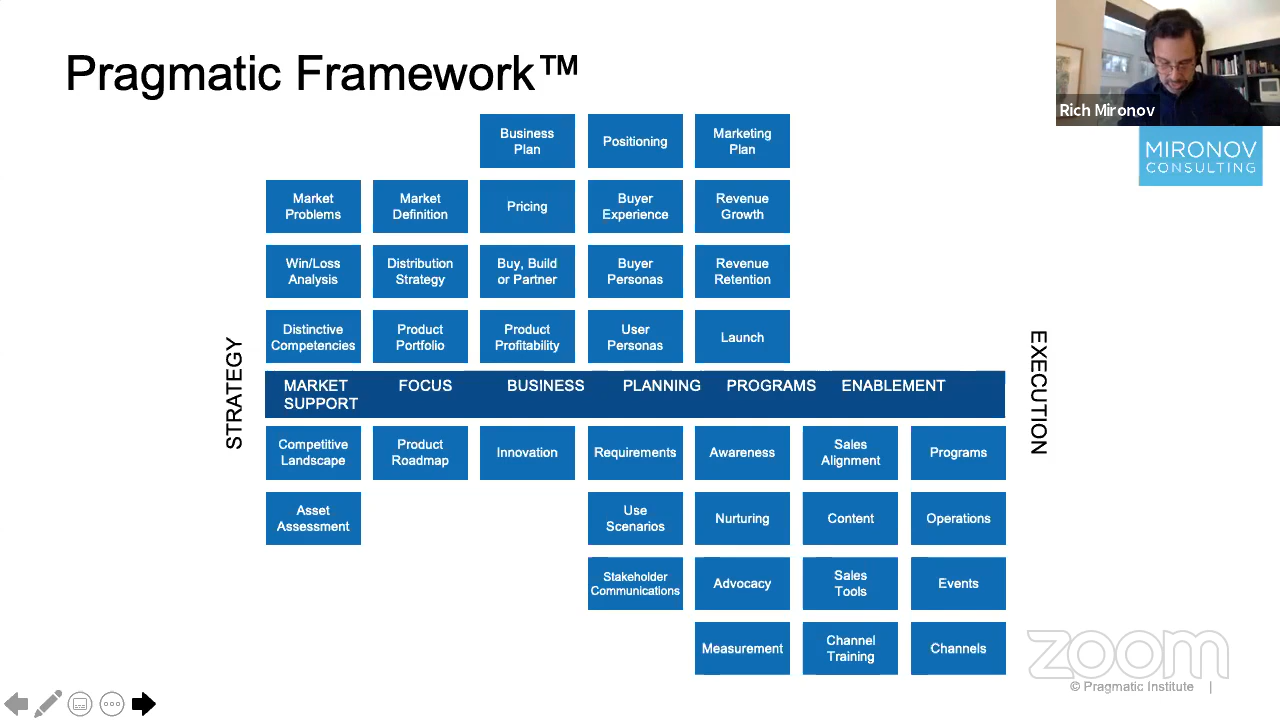 Pragmatic Framework™
Rich Mironov
MIRONOV
CONSULTING
Business
Plan
Positioning
Marketing
Plan
Market
Problems
Market
Definition
Pricing
Buyer
Experience
Revenue
Growth
Win/Loss
Analysis
Distribution
Strategy
Buy, Build
or Partner
Buyer
Personas
Revenue
Retention
Distinctive
Competencies
Product
Portfolio
Product
Profitability
User
Personas
Launch
STRATEGY
MARKET FOCUS BUSINESS PLANNING PROGRAMS ENABLEMENT
SUPPORT
EXECUTION
Competitive
Landscape
Product
Roadmap
Innovation
Requirements
Awareness
Sales
Alignment
Programs
Asset
Assessment
Use
Scenarios
Nurturing
Content
Operations
Stakeholder
Communications
Advocacy
Sales
Tools
Events
Measurement
Channel
Training
Channels
zoom
© Pragmatic Institute |